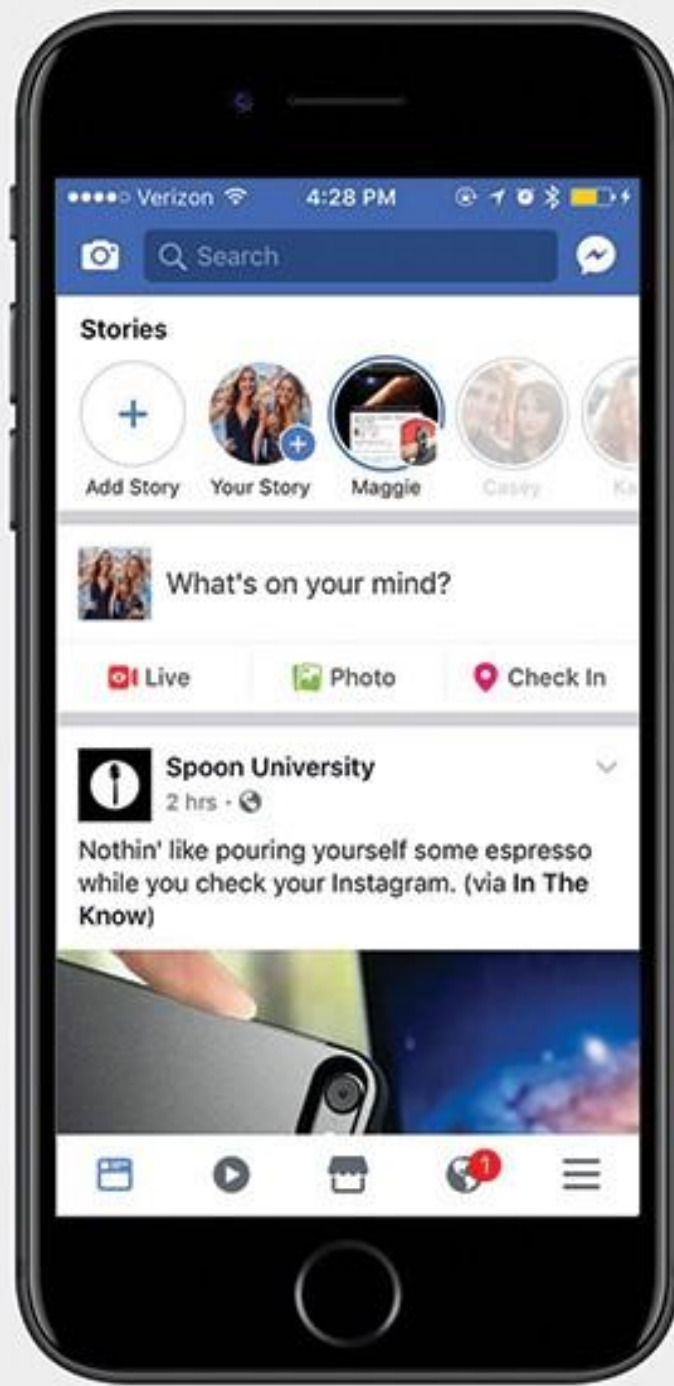 Verizon 4:28 PM
Search
Stories
Add Story Your Story Maggie Casey
What's on your mind?
Live Photo Check In
Spoon University
2 hrs
Nothin' like pouring yourself some espresso
while you check your Instagram. (via In The
Know)
1